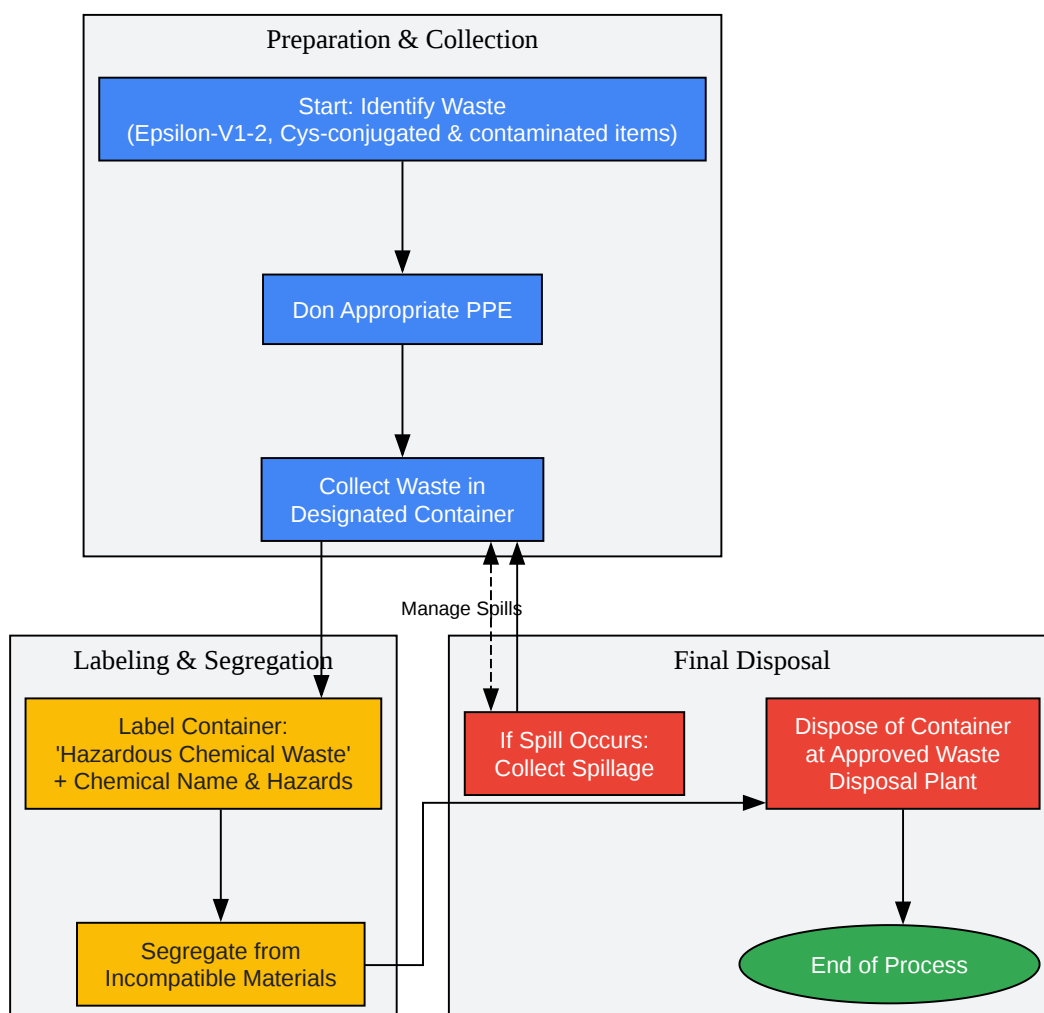 Preparation & Collection
Start: Identify Waste
(Epsilon-V1-2, Cys-conjugated & contaminated items)
Don Appropriate PPE
Collect Waste in
Designated Container
Manage Spills
Labeling & Segregation
Label Container:
'Hazardous Chemical Waste'
+ Chemical Name & Hazards
Segregate from
Incompatible Materials
Final Disposal
If Spill Occurs:
Collect Spillage
Dispose of Container
at Approved Waste
Disposal Plant
End of Process